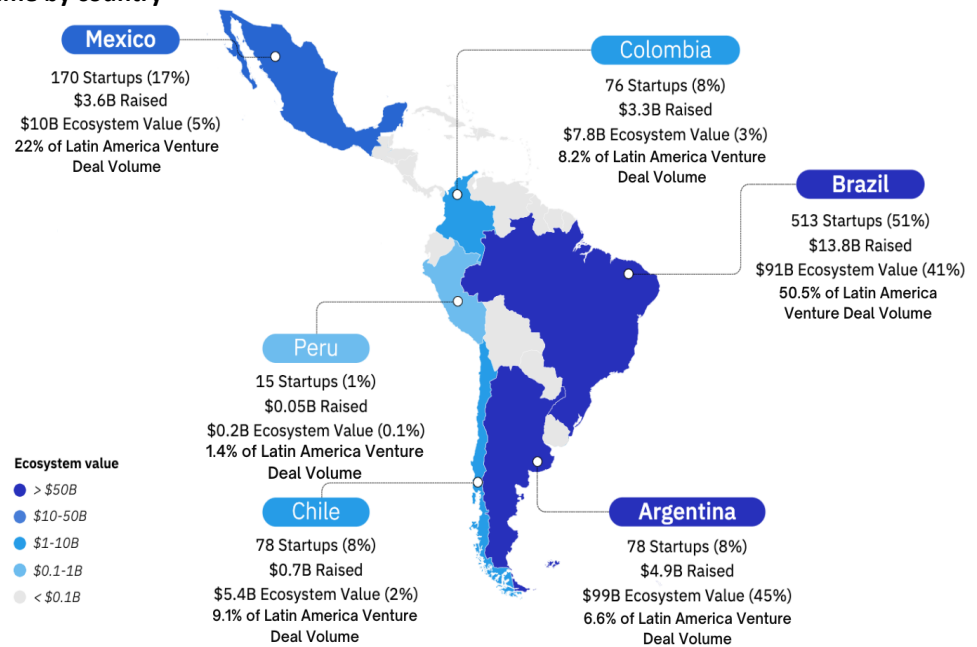 Mexico
170 Startups (17%)
$3.6B Raised
$10B Ecosystem Value (5%)
22% of Latin America Venture
Deal Volume
Colombia
76 Startups (8%)
$3.3B Raised
$7.8B Ecosystem Value (3%)
8.2% of Latin America Venture
Deal Volume
Brazil
513 Startups (51%)
$13.8B Raised
$91B Ecosystem Value (41%)
50.5% of Latin America
Venture Deal Volume
Peru
15 Startups (1%)
$0.05B Raised
$0.2B Ecosystem Value (0.1%)
1.4% of Latin America Venture
Deal Volume
Ecosystem value
> $50B
$10-50B
$1-10B
$0.1-1B
< $0.1B
Chile
78 Startups (8%)
$0.7B Raised
$5.4B Ecosystem Value (2%)
9.1% of Latin America Venture
Deal Volume
Argentina
78 Startups (8%)
$4.9B Raised
$99B Ecosystem Value (45%)
6.6% of Latin America Venture
Deal Volume